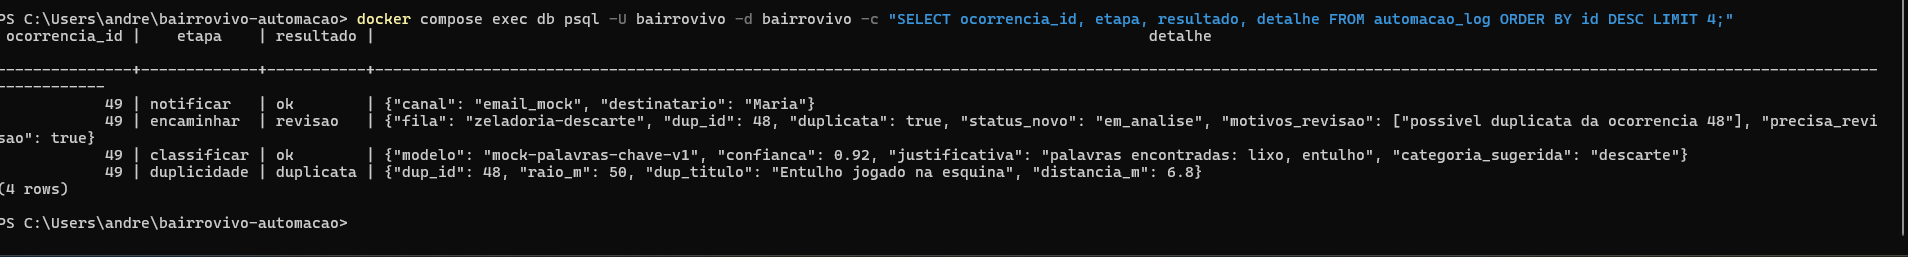 PS C:\Users\andre\bairrovivo-automacao> docker compose exec db psql -U bairrovivo -d bairrovivo -c "SELECT ocorrencia_id, etapa, resultado, detalhe FROM automacao_log ORDER BY id DESC LIMIT 4;"
ocorrencia_id | etapa | resultado | detalhe
---------------+-------------+-----------+--------------------------------------------------------------------------------------------------------------------------------------------------------------------------------
------------
49 | notificar | ok | {"canal": "email_mock", "destinatario": "Maria"}
49 | encaminhar | revisao | {"fila": "zeladoria-descarte", "dup_id": 48, "duplicata": true, "status_novo": "em_analise", "motivos_revisao": ["possivel duplicata da ocorrencia 48"], "precisa_revi
sao": true}
49 | classificar | ok | {"modelo": "mock-palavras-chave-v1", "confianca": 0.92, "justificativa": "palavras encontradas: lixo, entulho", "categoria_sugerida": "descarte"}
49 | duplicidade | duplicata | {"dup_id": 48, "raio_m": 50, "dup_titulo": "Entulho jogado na esquina", "distancia_m": 6.8}
(4 rows)
PS C:\Users\andre\bairrovivo-automacao>